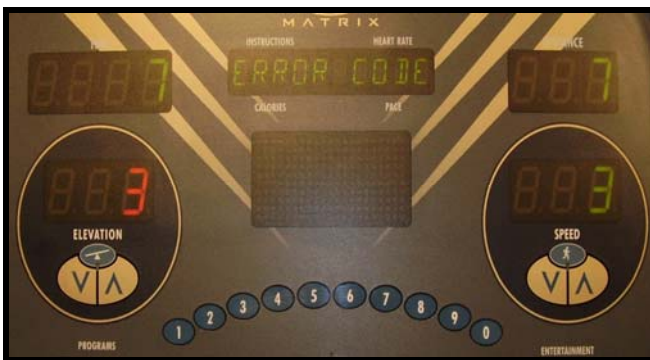 MATRIX
INSTRUCTIONS HEART RATE
7 ERROR CODE 7
CALORIES PACE
3 3
ELEVATION SPEED
1 2 3 4 5 6 7 8 9 0
PROGRAMS ENTERTAINMENT